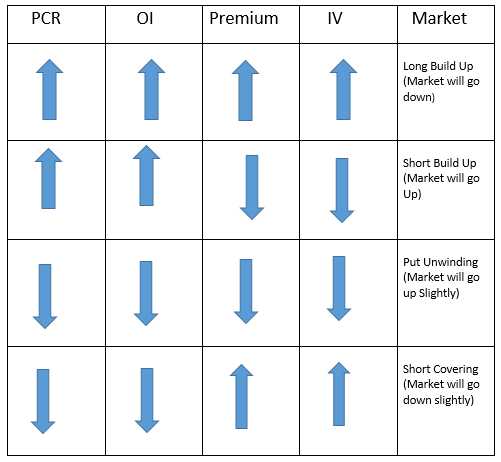 PCR OI Premium IV Market
Long Build Up
(Market will go
down)
Short Build Up
(Market will go
Up)
Put Unwinding
(Market will go
up Slightly)
Short Covering
(Market will go
down slightly)